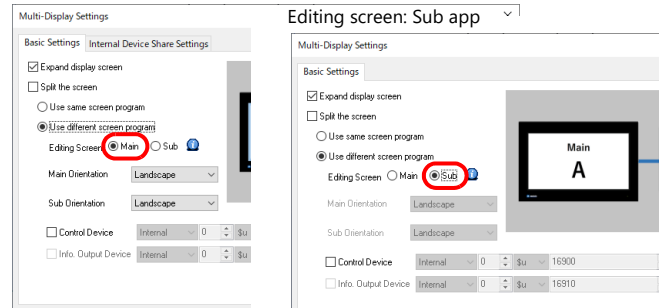 Multi-Display Settings
Basic Settings Internal Device Share Settings
Expand display screen
Split the screen
Use same screen program
Use different screen program
Editing Screen Main Sub
Main Orientation Landscape
Sub Orientation Landscape
Control Device Internal 0 $u
Info. Output Device Internal 0 $u
Editing screen: Sub app
Multi-Display Settings
Basic Settings
Expand display screen
Split the screen
Use same screen program
Use different screen program
Editing Screen Main Sub
Main Orientation Landscape
Sub Orientation Landscape
Control Device Internal 0 $u 16900
Info. Output Device Internal 0 $u 16910
Main
A